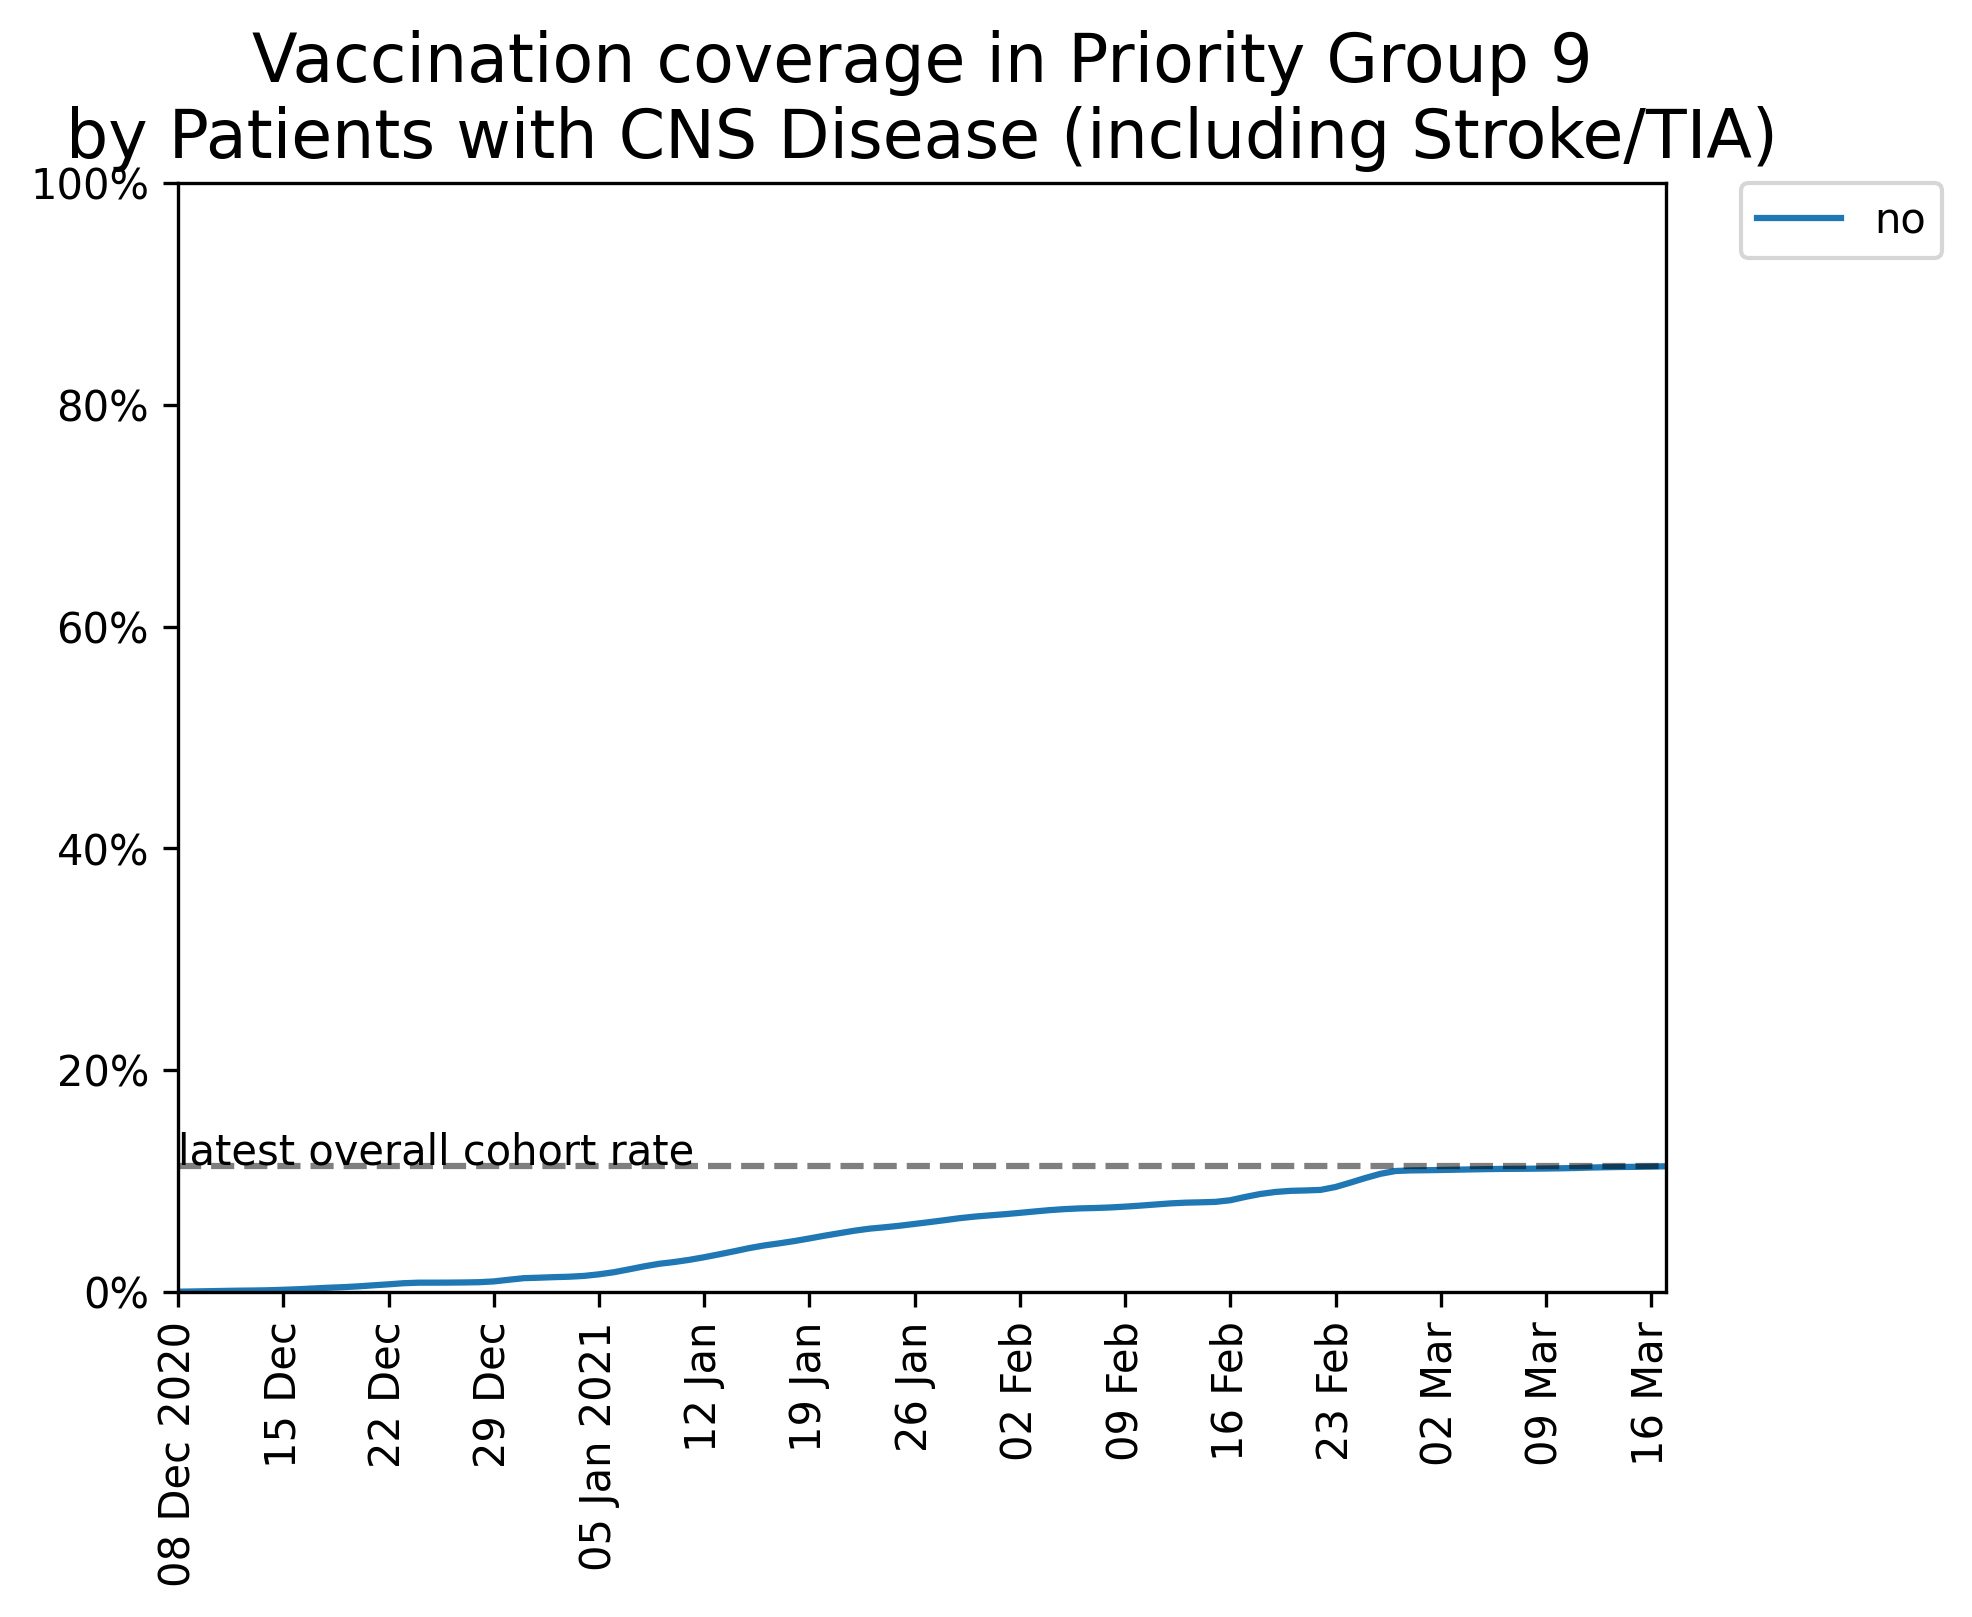 Vaccination coverage in Priority Group 9
by Patients with CNS Disease (including Stroke/TIA)
100%
80%
60%
40%
20%
0%
no
latest overall cohort rate
08 Dec 2020
15 Dec
22 Dec
29 Dec
05 Jan 2021
12 Jan
19 Jan
26 Jan
02 Feb
09 Feb
16 Feb
23 Feb
02 Mar
09 Mar
16 Mar